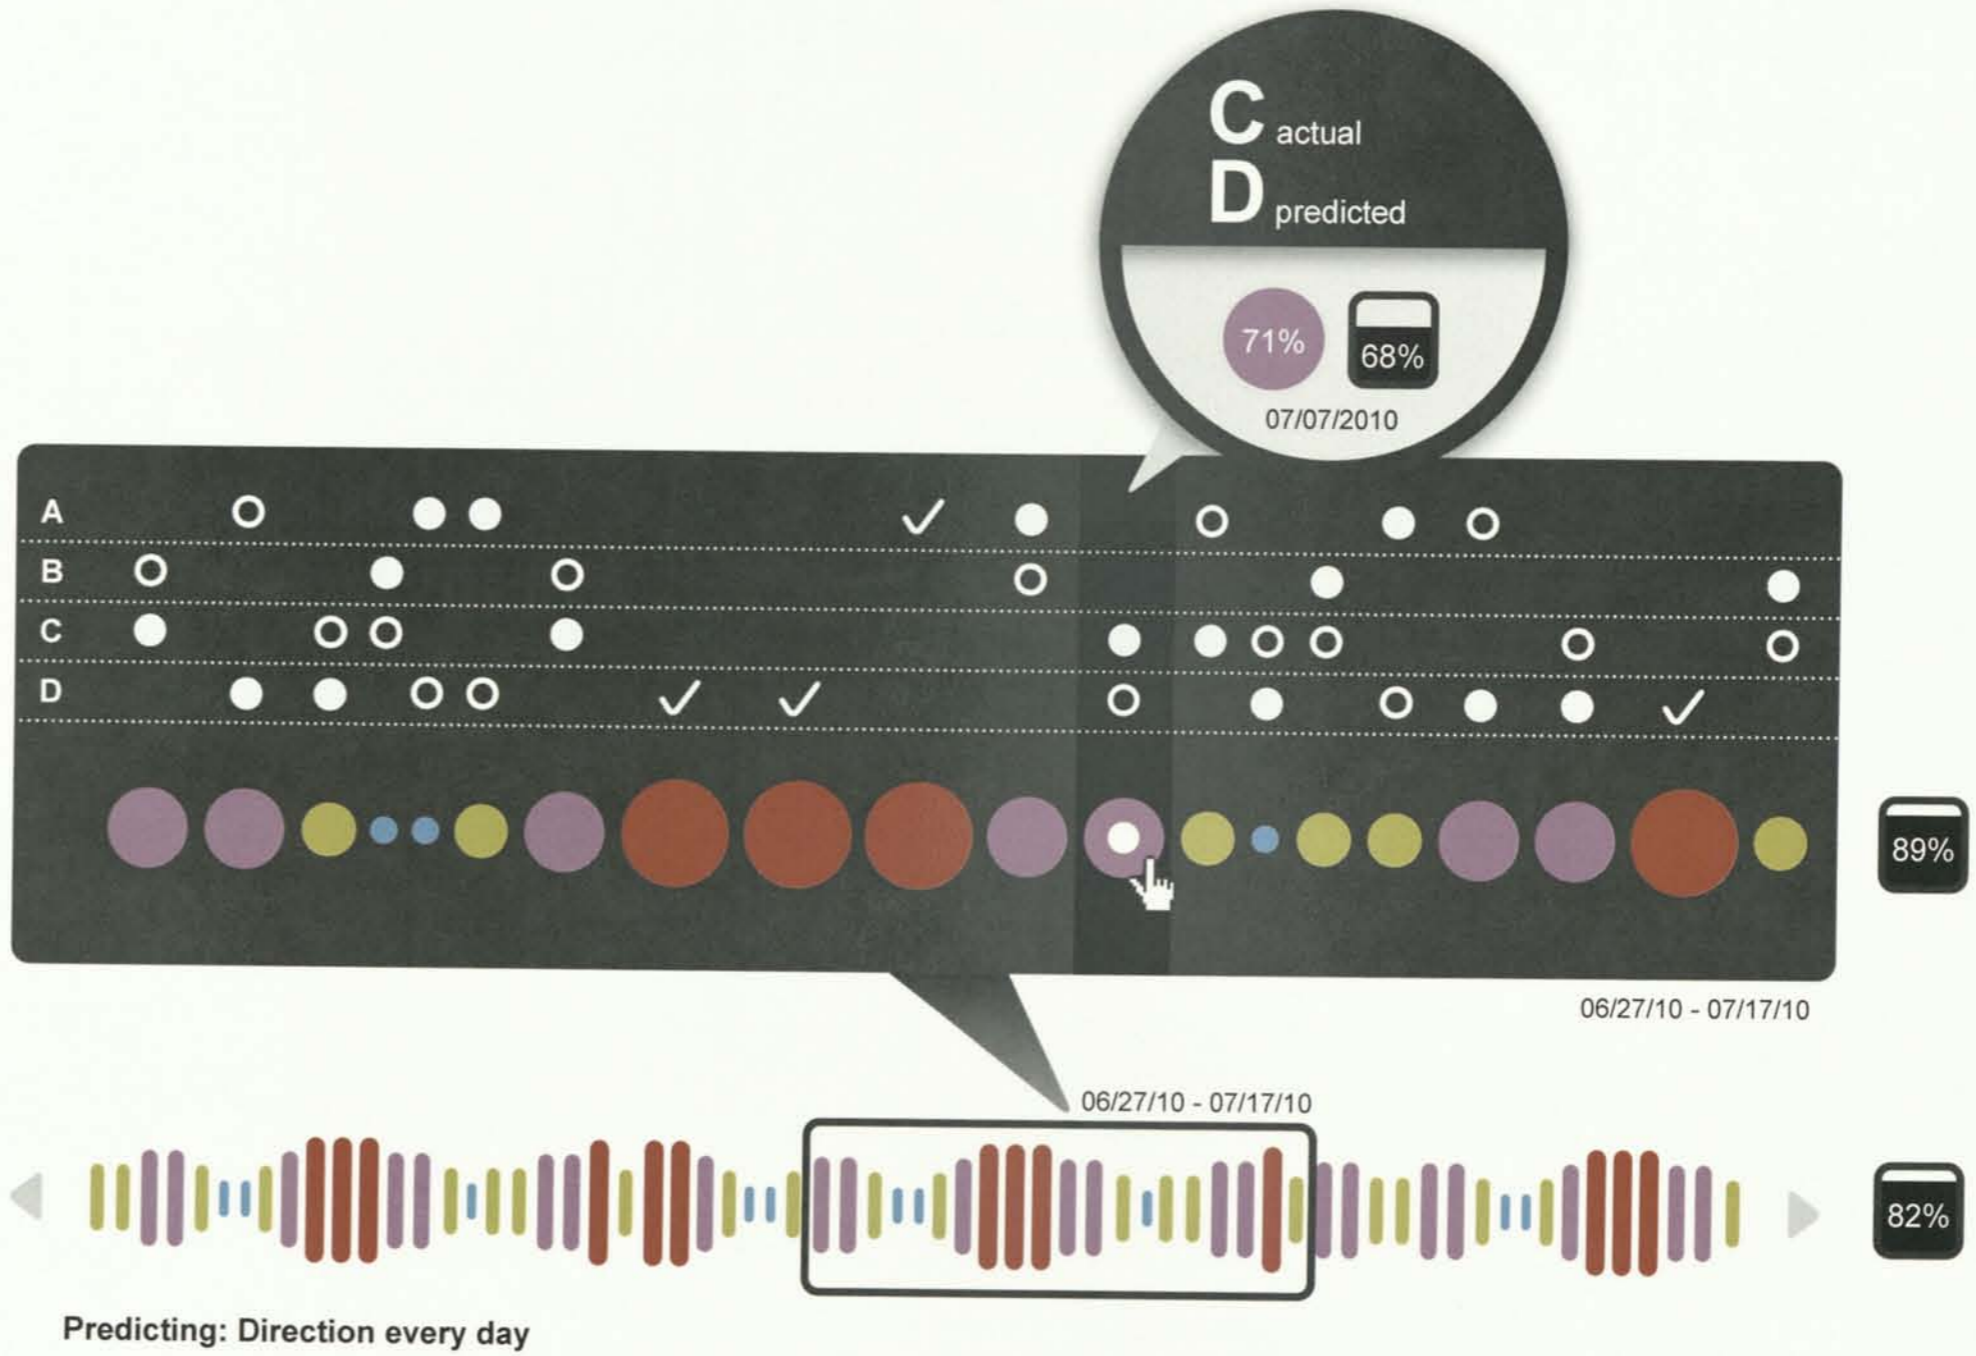 C actual
D predicted
71%
68%
07/07/2010
A
B
C
D
89%
06/27/10 - 07/17/10
06/27/10 - 07/17/10
82%
Predicting: Direction every day